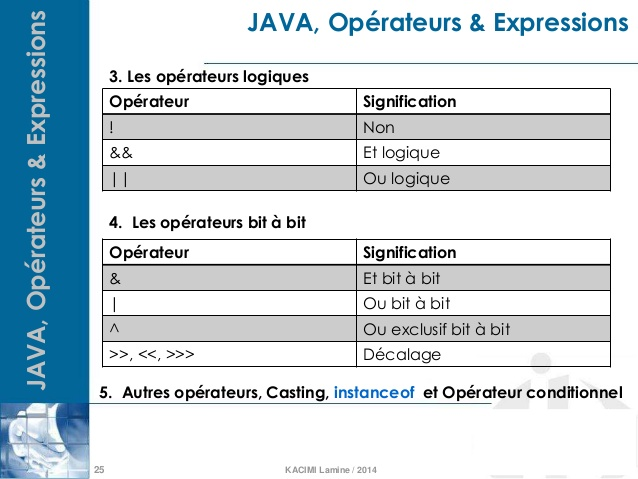 JAVA, Opérateurs & Expressions
JAVA, Opérateurs & Expressions
3. Les opérateurs logiques
Opérateur Signification
! Non
&& Et logique
|| Ou logique
4. Les opérateurs bit à bit
Opérateur Signification
& Et bit à bit
| Ou bit à bit
^ Ou exclusif bit à bit
>>, <<, >>> Décalage
5. Autres opérateurs, Casting, instanceof et Opérateur conditionnel
25 KACIMI Lamine / 2014